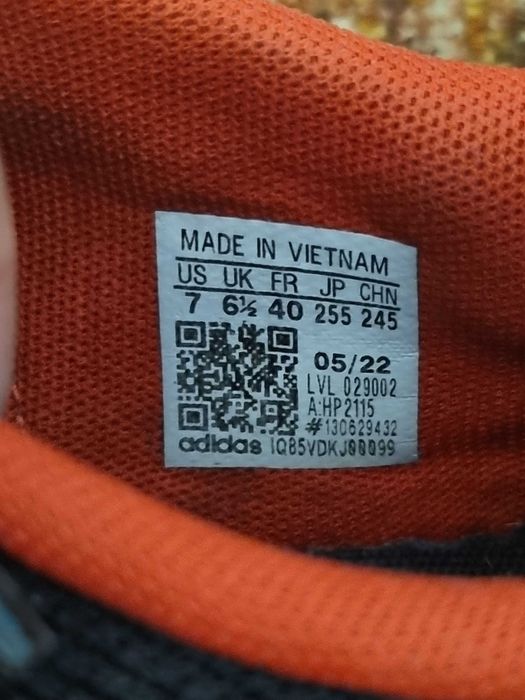 MADE IN VIETNAM
US UK FR JP CHN
7 6½ 40 255 245
05/22
LVL 029002
A:HP2115
#130629432
adidas 1Q85VDKJ00099